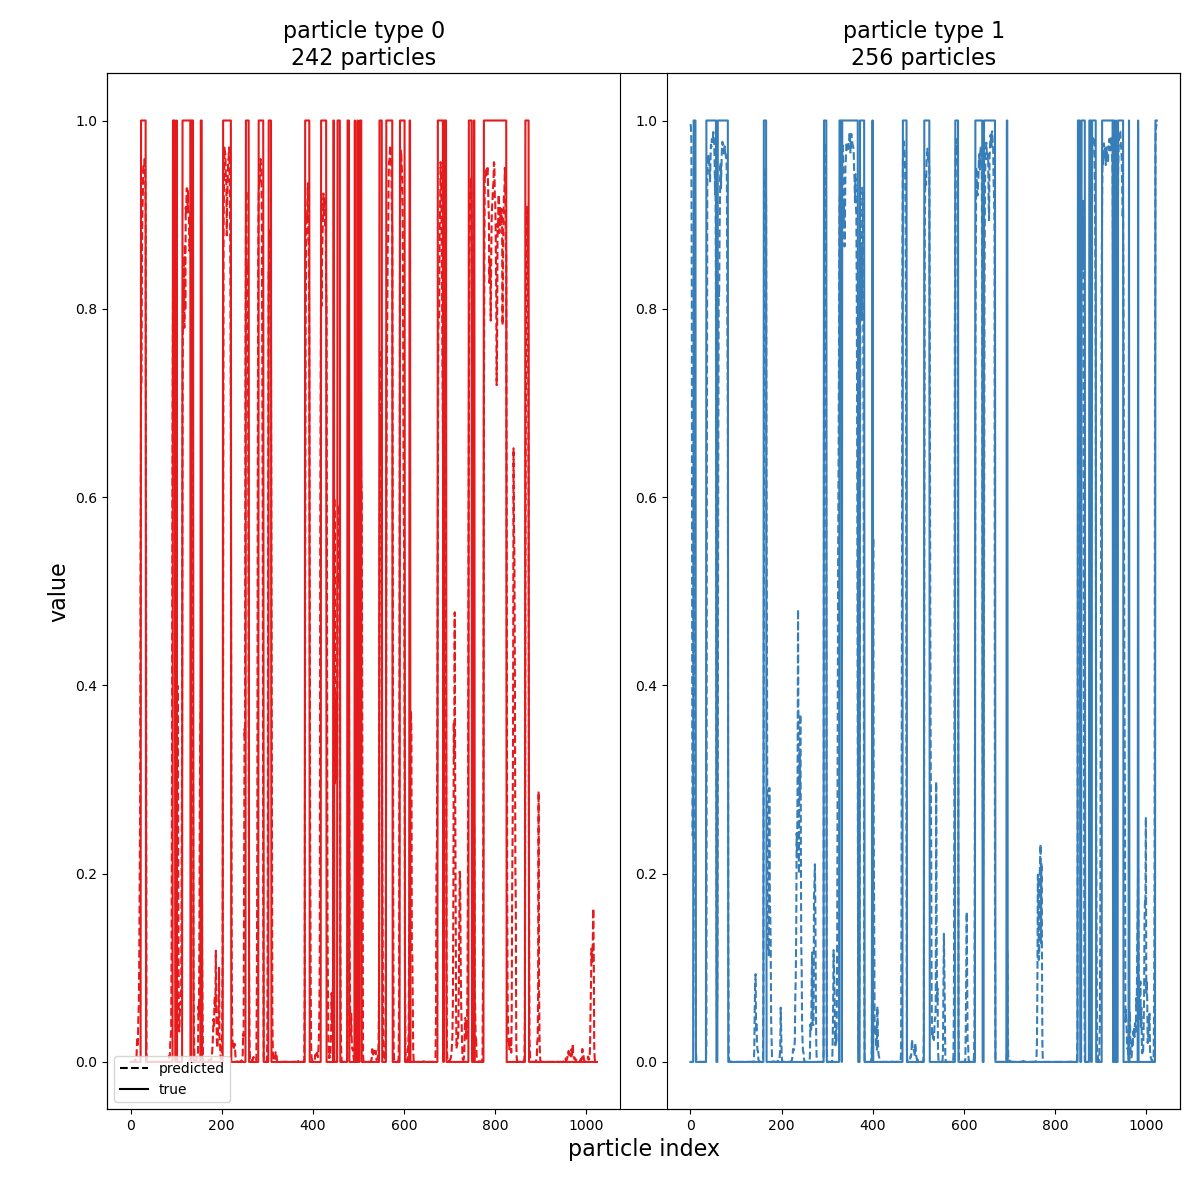 particle type 0
242 particles
particle type 1
256 particles
1.0
0.8
0.6
0.4
0.2
0.0
1.0
0.8
0.6
0.4
0.2
0.0
value
predicted
true
0 200 400 600 800 1000
0 200 400 600 800 1000
particle index